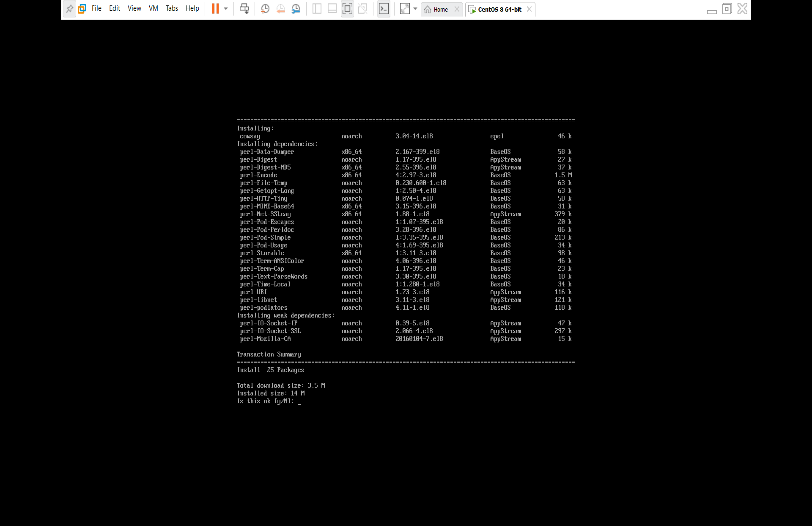 File Edit View VM Tabs Help Home CentOS 8 64-bit
Installing:
cowsay noarch 3.04-14.el8 epel 46 k
Installing dependencies:
perl-Data-Dumper x86_64 2.167-399.el8 BaseOS 58 k
perl-Digest noarch 1.17-395.el8 AppStream 27 k
perl-Digest-MD5 x86_64 2.55-396.el8 AppStream 37 k
perl-Encode x86_64 4:2.97-3.el8 BaseOS 1.5 M
perl-File-Temp noarch 0.230.600-1.el8 BaseOS 63 k
perl-Getopt-Long noarch 1:2.50-4.el8 BaseOS 63 k
perl-HTTP-Tiny noarch 0.074-1.el8 BaseOS 58 k
perl-MIME-Base64 x86_64 3.15-396.el8 BaseOS 31 k
perl-Net-SSLeay x86_64 1.88-1.el8 AppStream 379 k
perl-Pod-Escapes noarch 1:1.07-395.el8 BaseOS 20 k
perl-Pod-Perldoc noarch 3.28-396.el8 BaseOS 86 k
perl-Pod-Simple noarch 1:3.35-395.el8 BaseOS 213 k
perl-Pod-Usage noarch 4:1.69-395.el8 BaseOS 34 k
perl-Storable x86_64 1:3.11-3.el8 BaseOS 98 k
perl-Term-ANSIColor noarch 4.06-396.el8 BaseOS 46 k
perl-Term-Cap noarch 1.17-395.el8 BaseOS 23 k
perl-Text-ParseWords noarch 3.30-395.el8 BaseOS 18 k
perl-Time-Local noarch 1:1.280-1.el8 BaseOS 34 k
perl-URI noarch 1.73-3.el8 AppStream 116 k
perl-libnet noarch 3.11-3.el8 AppStream 121 k
perl-podlators noarch 4.11-1.el8 BaseOS 118 k
Installing weak dependencies:
perl-IO-Socket-IP noarch 0.39-5.el8 AppStream 47 k
perl-IO-Socket-SSL noarch 2.066-4.el8 AppStream 297 k
perl-Mozilla-CA noarch 20160104-7.el8 AppStream 15 k
Transaction Summary
Install 25 Packages
Total download size: 3.5 M
Installed size: 14 M
Is this ok [y/N]: _